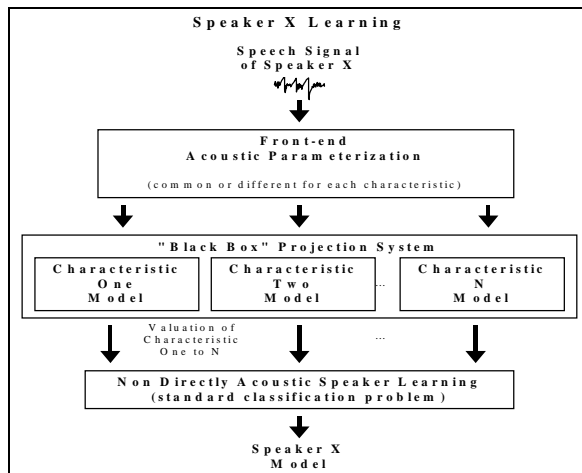 Speaker X Learning
Speech Signal
of Speaker X
Front-end
Acoustic Parameterization
(common or different for each characteristic)
"Black Box" Projection System
Characteristic
One
Model
Characteristic
Two
Model
...
Characteristic
N
Model
Valuation of
Characteristic
One to N
...
Non Directly Acoustic Speaker Learning
(standard classification problem)
Speaker X
Model